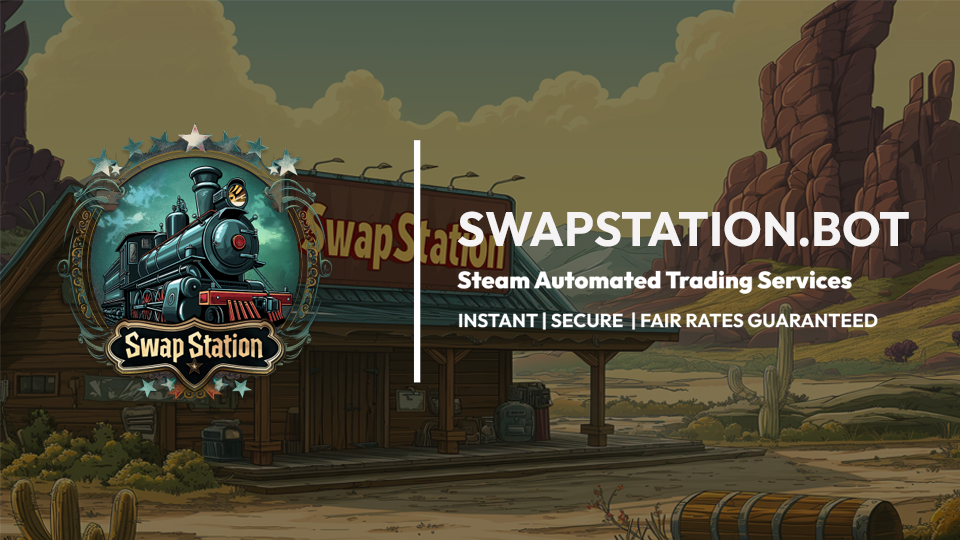 Swap Station
Swap Station
SWAPSTATION.BOT
Steam Automated Trading Services
INSTANT | SECURE | FAIR RATES GUARANTEED